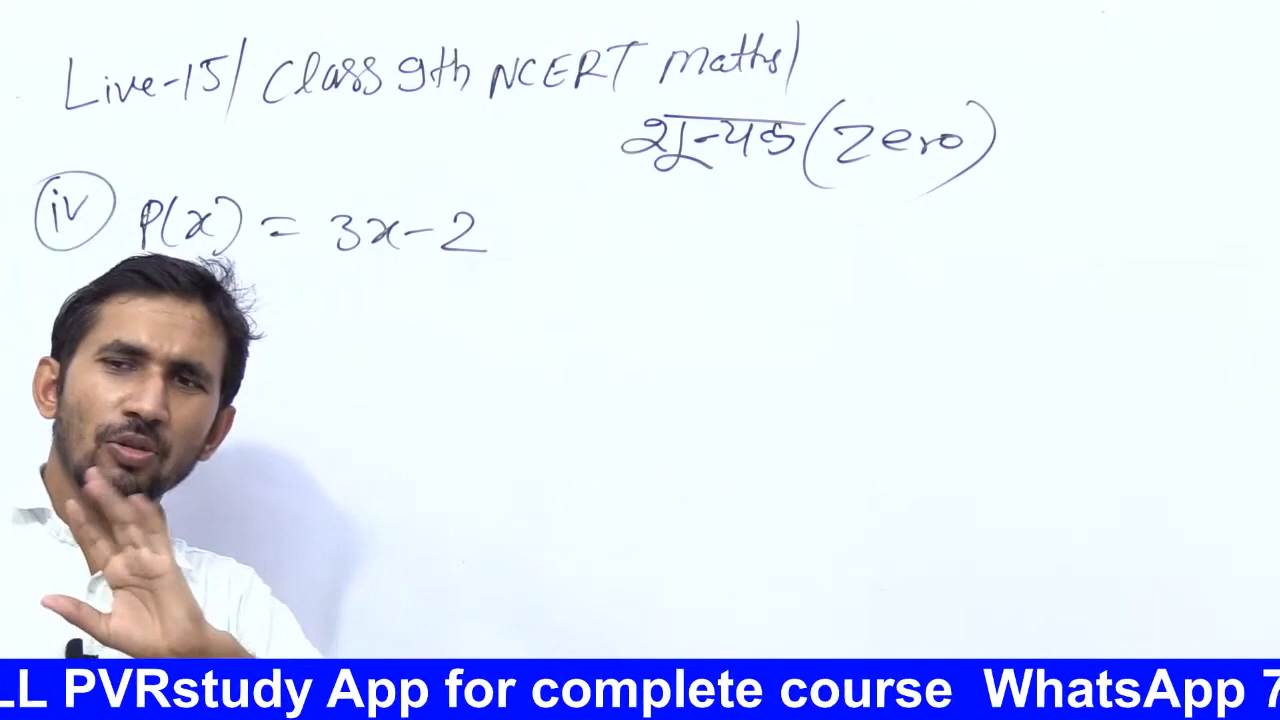 Live-15/ Class 9th NCERT Maths/
शून्यक (Zero)
iv P(x) = 3x-2
LL PVRstudy App for complete course WhatsApp 7